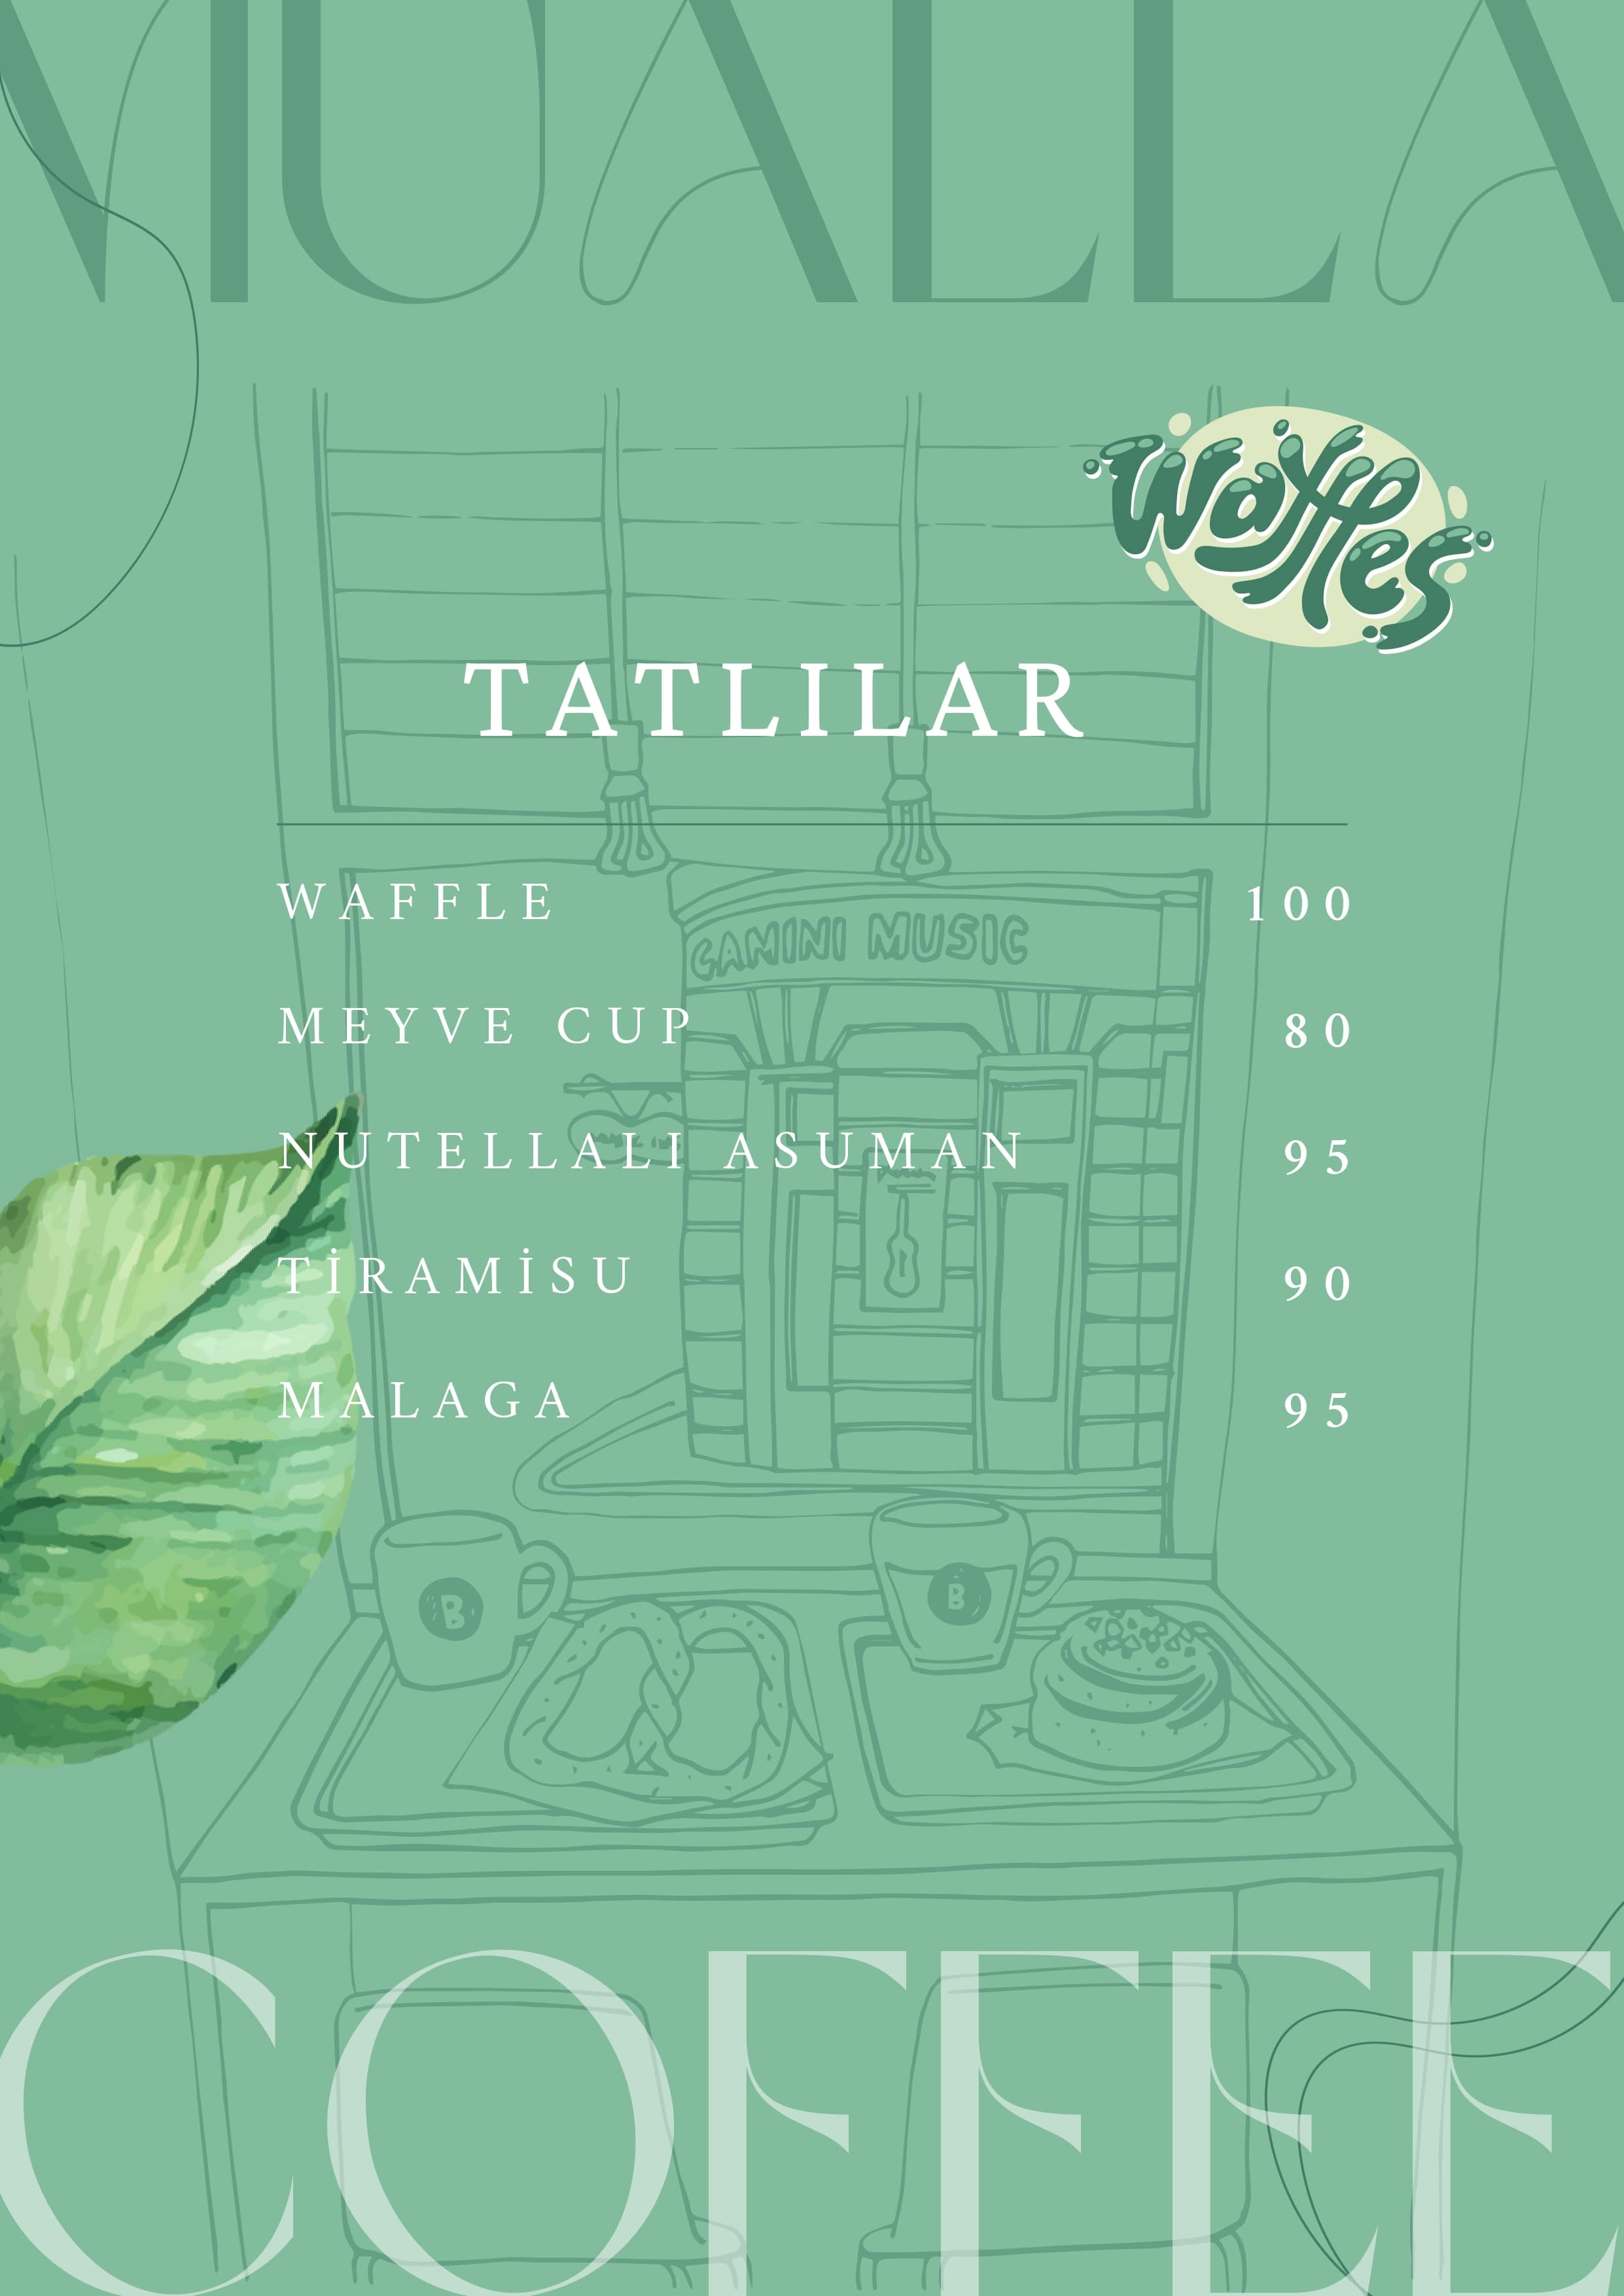 MUALLA
Waffles
TATLILAR
WAFFLE 100
CANINI MUSIC
MEYVE CUP 80
NUTELLALI ASUMAN 95
TİRAMİSU 90
MALAGA 95
B B
COFFEE